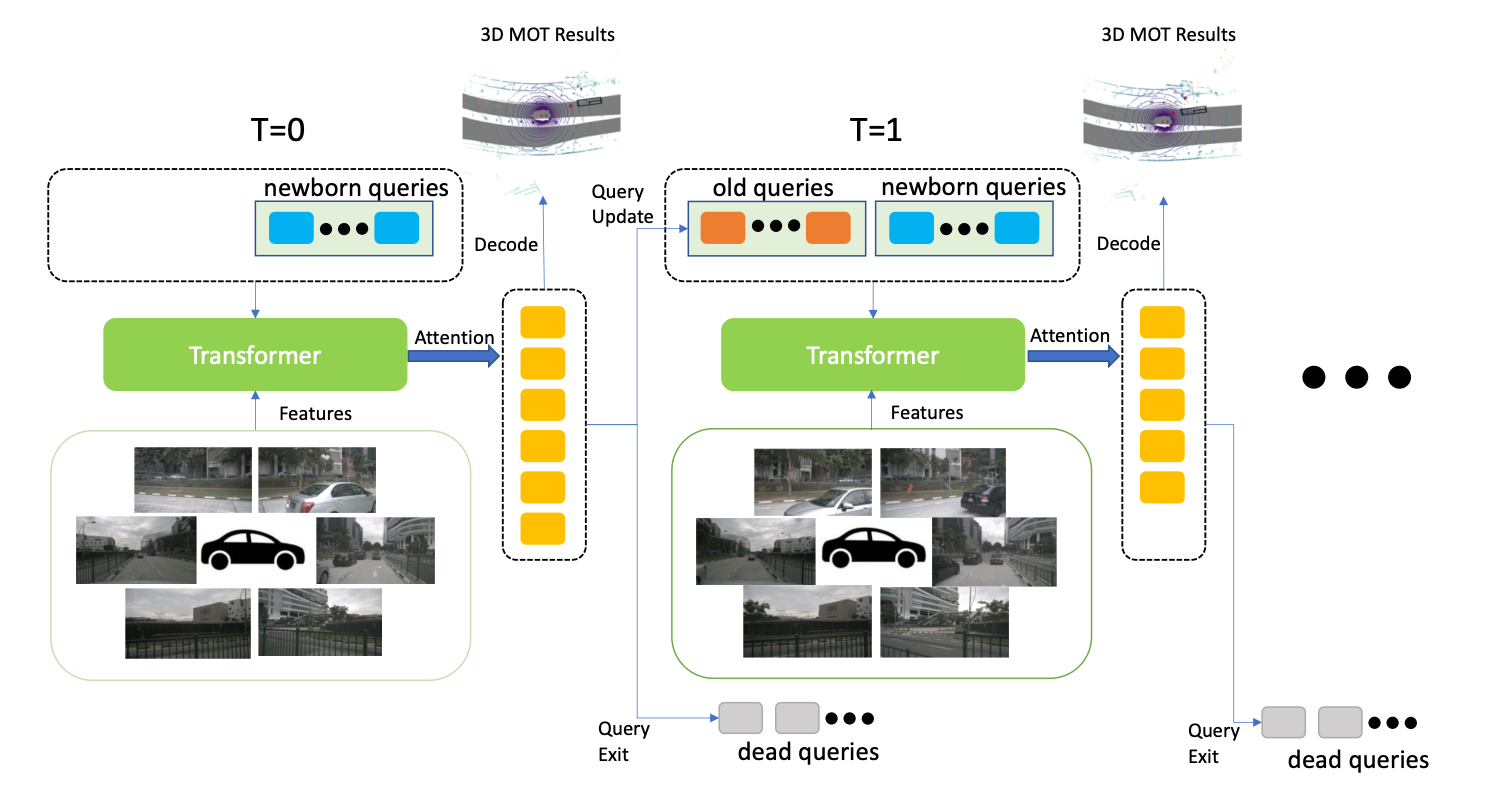 3D MOT Results
3D MOT Results
T=0
T=1
newborn queries
Query
Update
old queries
newborn queries
Decode
Decode
Transformer
Attention
Transformer
Attention
Features
Features
Query
Exit
dead queries
Query
Exit
dead queries